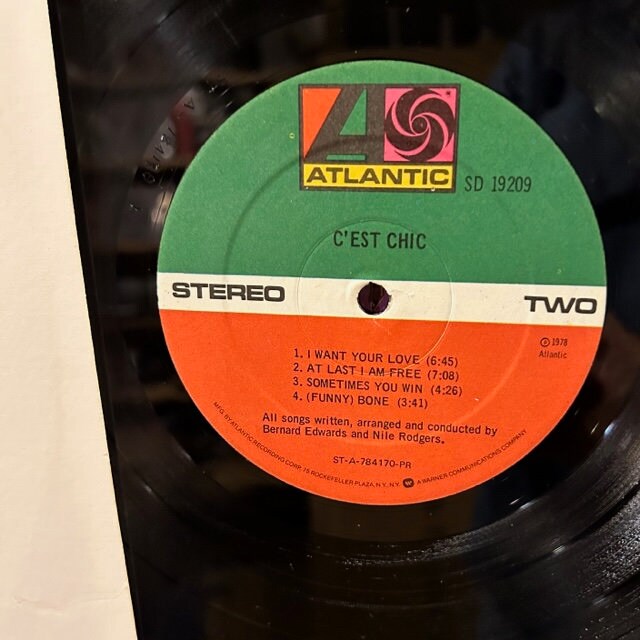 ATLANTIC
SD 19209
C'EST CHIC
STEREO
TWO
℗ 1978
Atlantic
1. I WANT YOUR LOVE (6:45)
2. AT LAST I AM FREE (7:08)
3. SOMETIMES YOU WIN (4:26)
4. (FUNNY) BONE (3:41)
All songs written, arranged and conducted by
Bernard Edwards and Nile Rodgers.
ST-A-784170-PR
MFG. BY ATLANTIC RECORDING CORP. 75 ROCKEFELLER PLAZA, N.Y., N.Y. A WARNER COMMUNICATIONS COMPANY